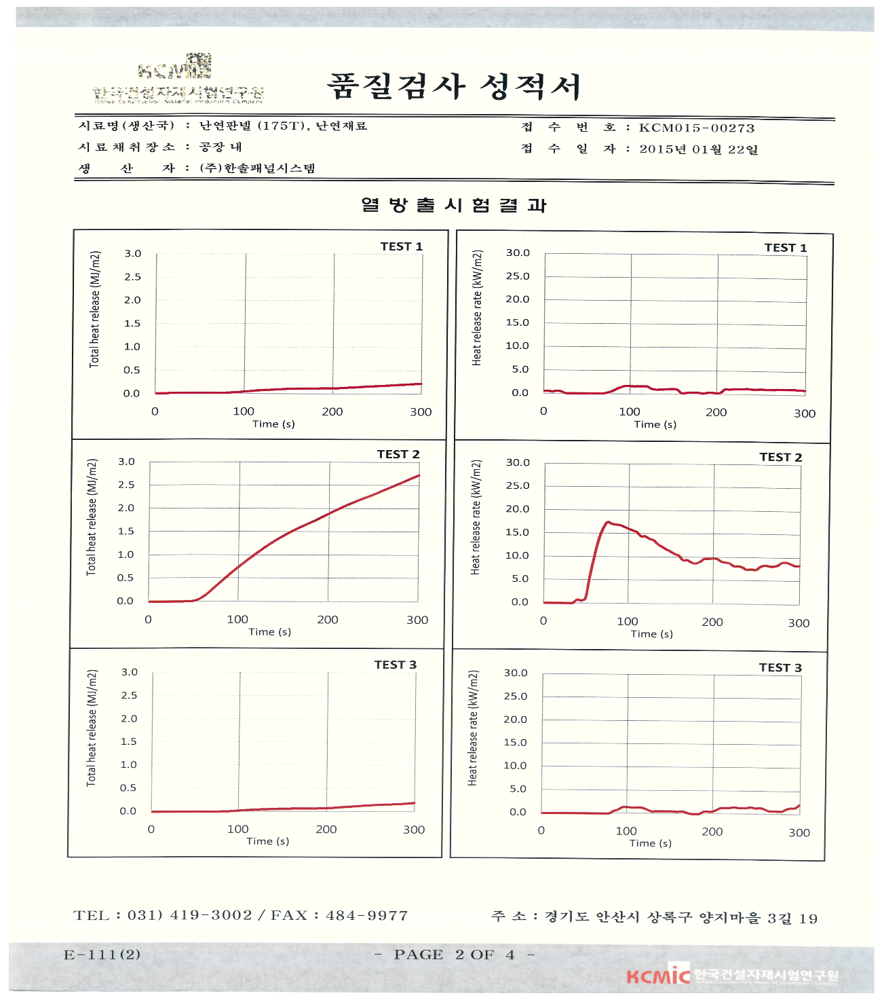 KCMIC
한국건설자재시험연구원
Korea Construction Material Inspection Company
품질검사 성적서
시료명(생산국) : 난연판넬 (175T), 난연재료
접 수 번 호 : KCM015-00273
시료채취장소 : 공장 내
접 수 일 자 : 2015년 01월 22일
생 산 자 : (주)한솔패널시스템
열방출시험결과
TEST 1
Total heat release (MJ/m2)
3.0
2.5
2.0
1.5
1.0
0.5
0.0
0 100 200 300
Time (s)
TEST 1
Heat release rate (kW/m2)
30.0
25.0
20.0
15.0
10.0
5.0
0.0
0 100 200 300
Time (s)
TEST 2
Total heat release (MJ/m2)
3.0
2.5
2.0
1.5
1.0
0.5
0.0
0 100 200 300
Time (s)
TEST 2
Heat release rate (kW/m2)
30.0
25.0
20.0
15.0
10.0
5.0
0.0
0 100 200 300
Time (s)
TEST 3
Total heat release (MJ/m2)
3.0
2.5
2.0
1.5
1.0
0.5
0.0
0 100 200 300
Time (s)
TEST 3
Heat release rate (kW/m2)
30.0
25.0
20.0
15.0
10.0
5.0
0.0
0 100 200 300
Time (s)
TEL : 031) 419-3002 / FAX : 484-9977
주 소 : 경기도 안산시 상록구 양지마을 3길 19
E-111(2)
- PAGE 2 OF 4 -
KCMiC 한국건설자재시험연구원